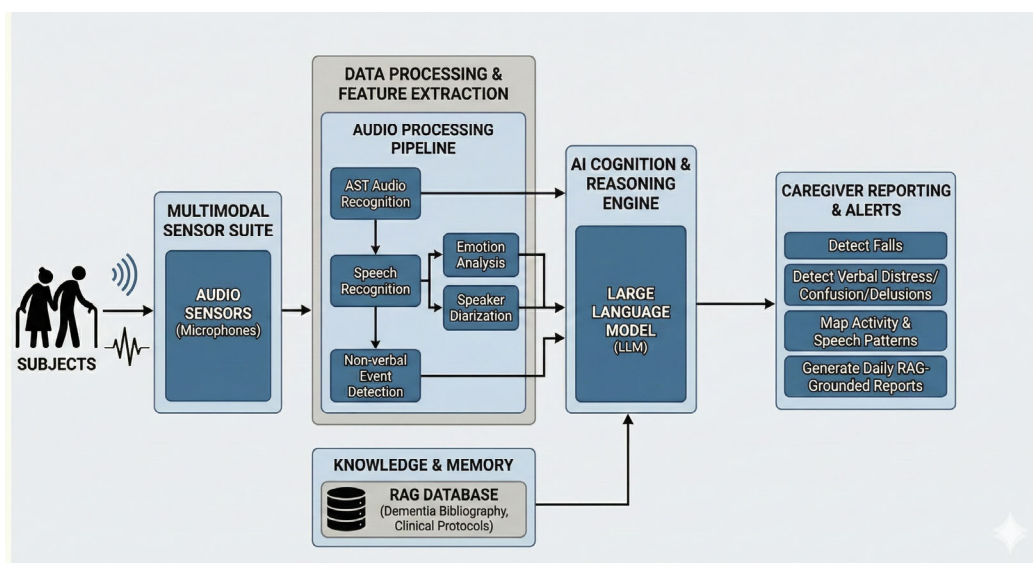 SUBJECTS
MULTIMODAL
SENSOR SUITE
AUDIO
SENSORS
(Microphones)
DATA PROCESSING &
FEATURE EXTRACTION
AUDIO PROCESSING
PIPELINE
AST Audio
Recognition
Speech
Recognition
Emotion
Analysis
Speaker
Diarization
Non-verbal
Event
Detection
KNOWLEDGE & MEMORY
RAG DATABASE
(Dementia Bibliography,
Clinical Protocols)
AI COGNITION &
REASONING
ENGINE
LARGE
LANGUAGE
MODEL
(LLM)
CAREGIVER REPORTING
& ALERTS
Detect Falls
Detect Verbal Distress/
Confusion/Delusions
Map Activity &
Speech Patterns
Generate Daily RAG-
Grounded Reports